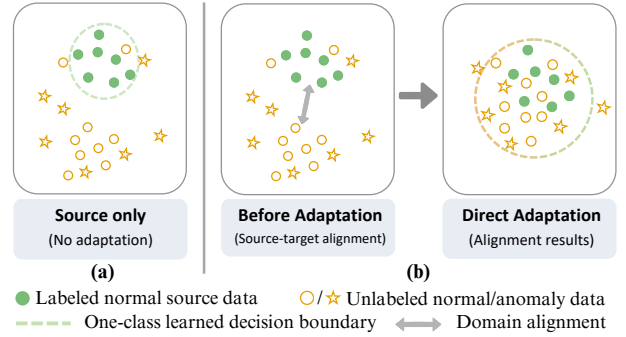 Source only
(No adaptation)
Before Adaptation
(Source-target alignment)
Direct Adaptation
(Alignment results)
(a)
(b)
Labeled normal source data
/
Unlabeled normal/anomaly data
One-class learned decision boundary
Domain alignment